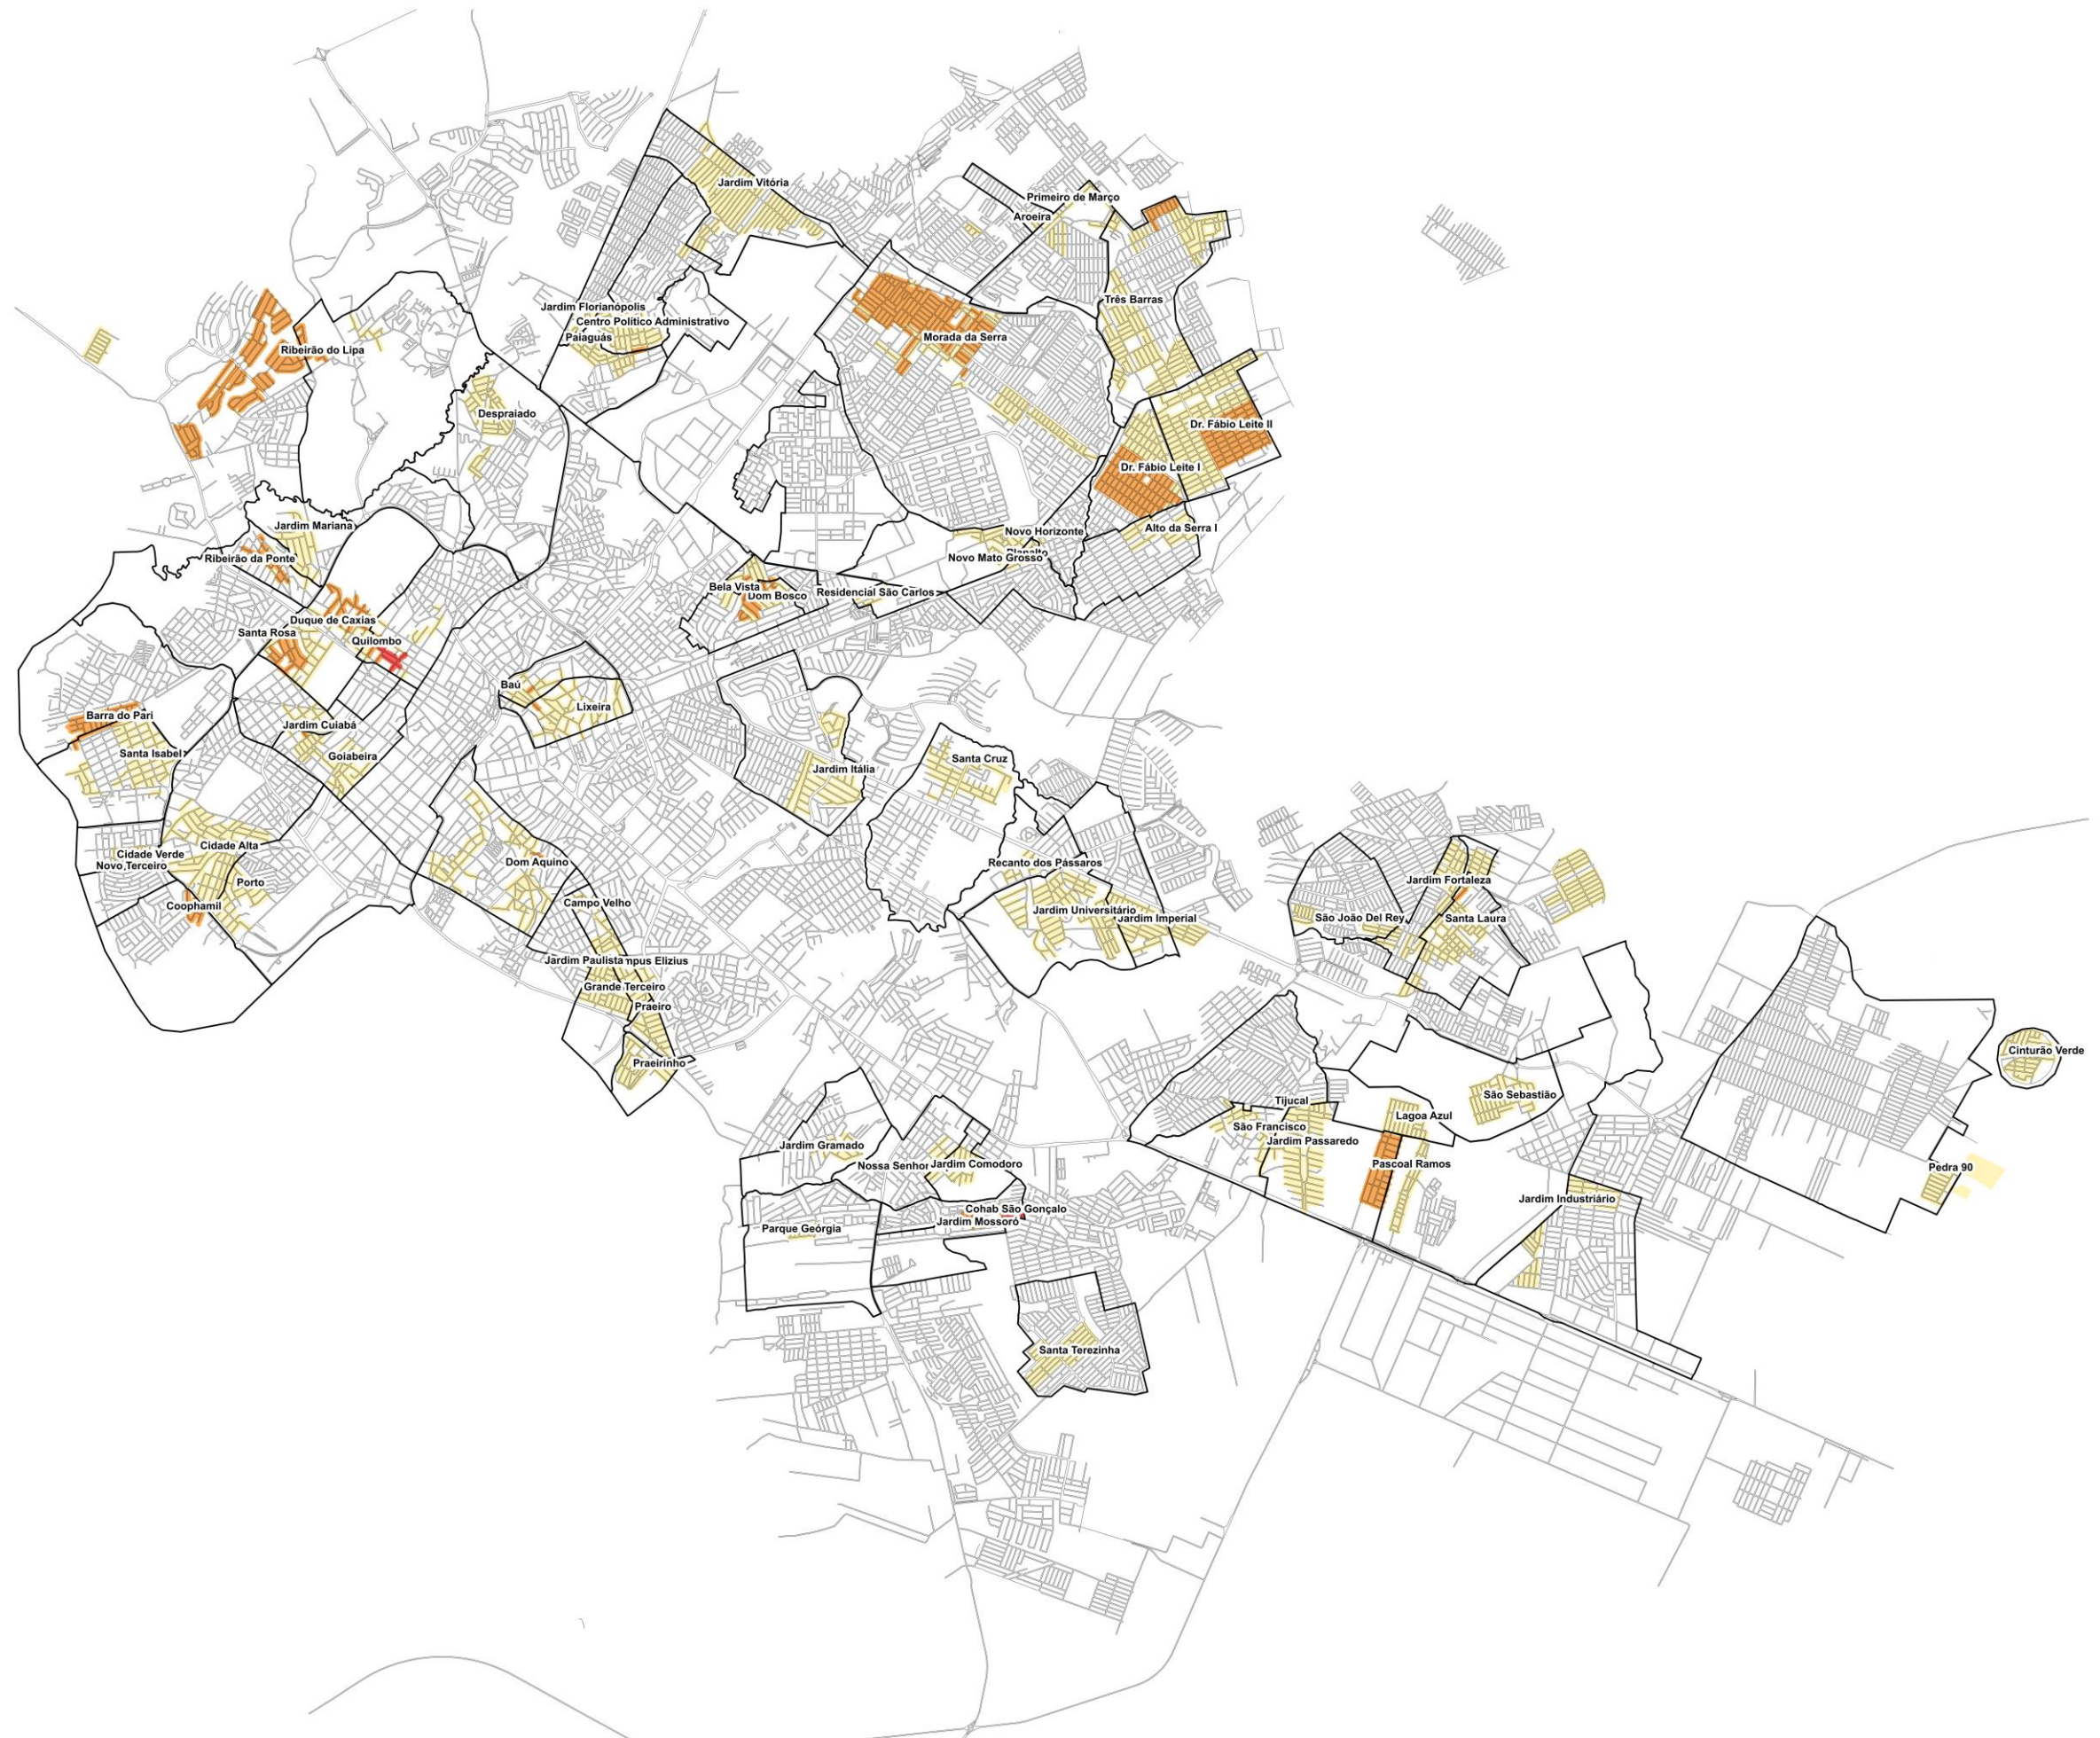 Jardim Vitória
Primeiro de Março
Aroeira
Três Barras
Jardim Florianópolis
Centro Político Administrativo
Paiaguás
Morada da Serra
Ribeirão do Lipa
Despraiado
Dr. Fábio Leite II
Dr. Fábio Leite I
Jardim Mariana
Alto da Serra I
Novo Horizonte
Novo Mato Grosso
Ribeirão da Ponte
Bela Vista
Dom Bosco
Residencial São Carlos
Duque de Caxias
Santa Rosa
Quilombo
Baú
Lixeira
Barra do Pari
Jardim Cuiabá
Santa Isabel
Goiabeira
Santa Cruz
Jardim Itália
Cidade Alta
Cidade Verde
Novo Terceiro
Dom Aquino
Recanto dos Pássaros
Porto
Jardim Fortaleza
Campo Velho
Coophamil
Jardim Universitário
Jardim Imperial
São João Del Rey
Santa Laura
Jardim Paulista
mpus Elizius
Grande Terceiro
Praeiro
Cinturão Verde
Praeirinho
São Sebastião
Tijucal
Lagoa Azul
São Francisco
Jardim Passaredo
Jardim Gramado
Nossa Senhor
Jardim Comodoro
Pascoal Ramos
Pedra 90
Jardim Industriário
Cohab São Gonçalo
Jardim Mossoró
Parque Geórgia
Santa Terezinha